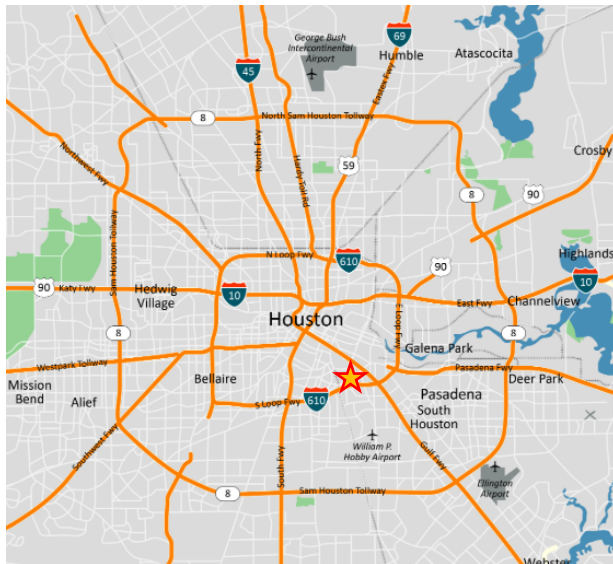 George Bush
Intercontinental
Airport
69
Humble
Atascocita
45
Eastex Fwy
North Fwy
Hardy Toll Rd
8
North Sam Houston Tollway
Northwest Fwy
59
Crosby
90
8
Sam Houston Tollway
N Loop Fwy
610
90
Highlands
10
90
Katy Fwy
Hedwig
Village
10
East Fwy
Channelview
E Loop Fwy
Houston
8
8
Galena Park
Westpark Tollway
Pasadena Fwy
Deer Park
Mission
Bend
Alief
Bellaire
Pasadena
South
Houston
S Loop Fwy
610
Southwest Fwy
South Fwy
William P.
Hobby Airport
Gulf Fwy
Ellington
Airport
8
Sam Houston Tollway
Webster